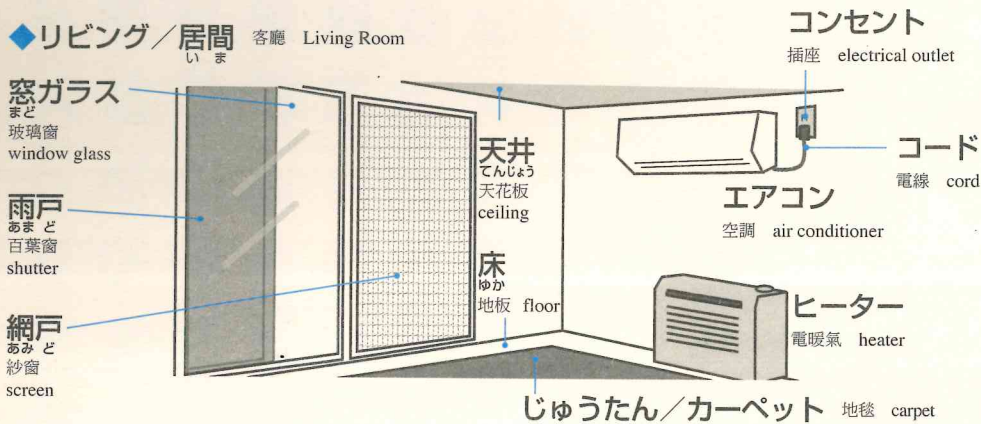 ◆リビング／居間 客廳 Living Room
いま
窓ガラス
まど
玻璃窗
window glass
雨戸
あまど
百葉窗
shutter
網戸
あみど
紗窗
screen
天井
てんじょう
天花板
ceiling
床
ゆか
地板 floor
コンセント
插座 electrical outlet
コード
電線 cord
エアコン
空調 air conditioner
ヒーター
電暖氣 heater
じゅうたん／カーペット 地毯 carpet